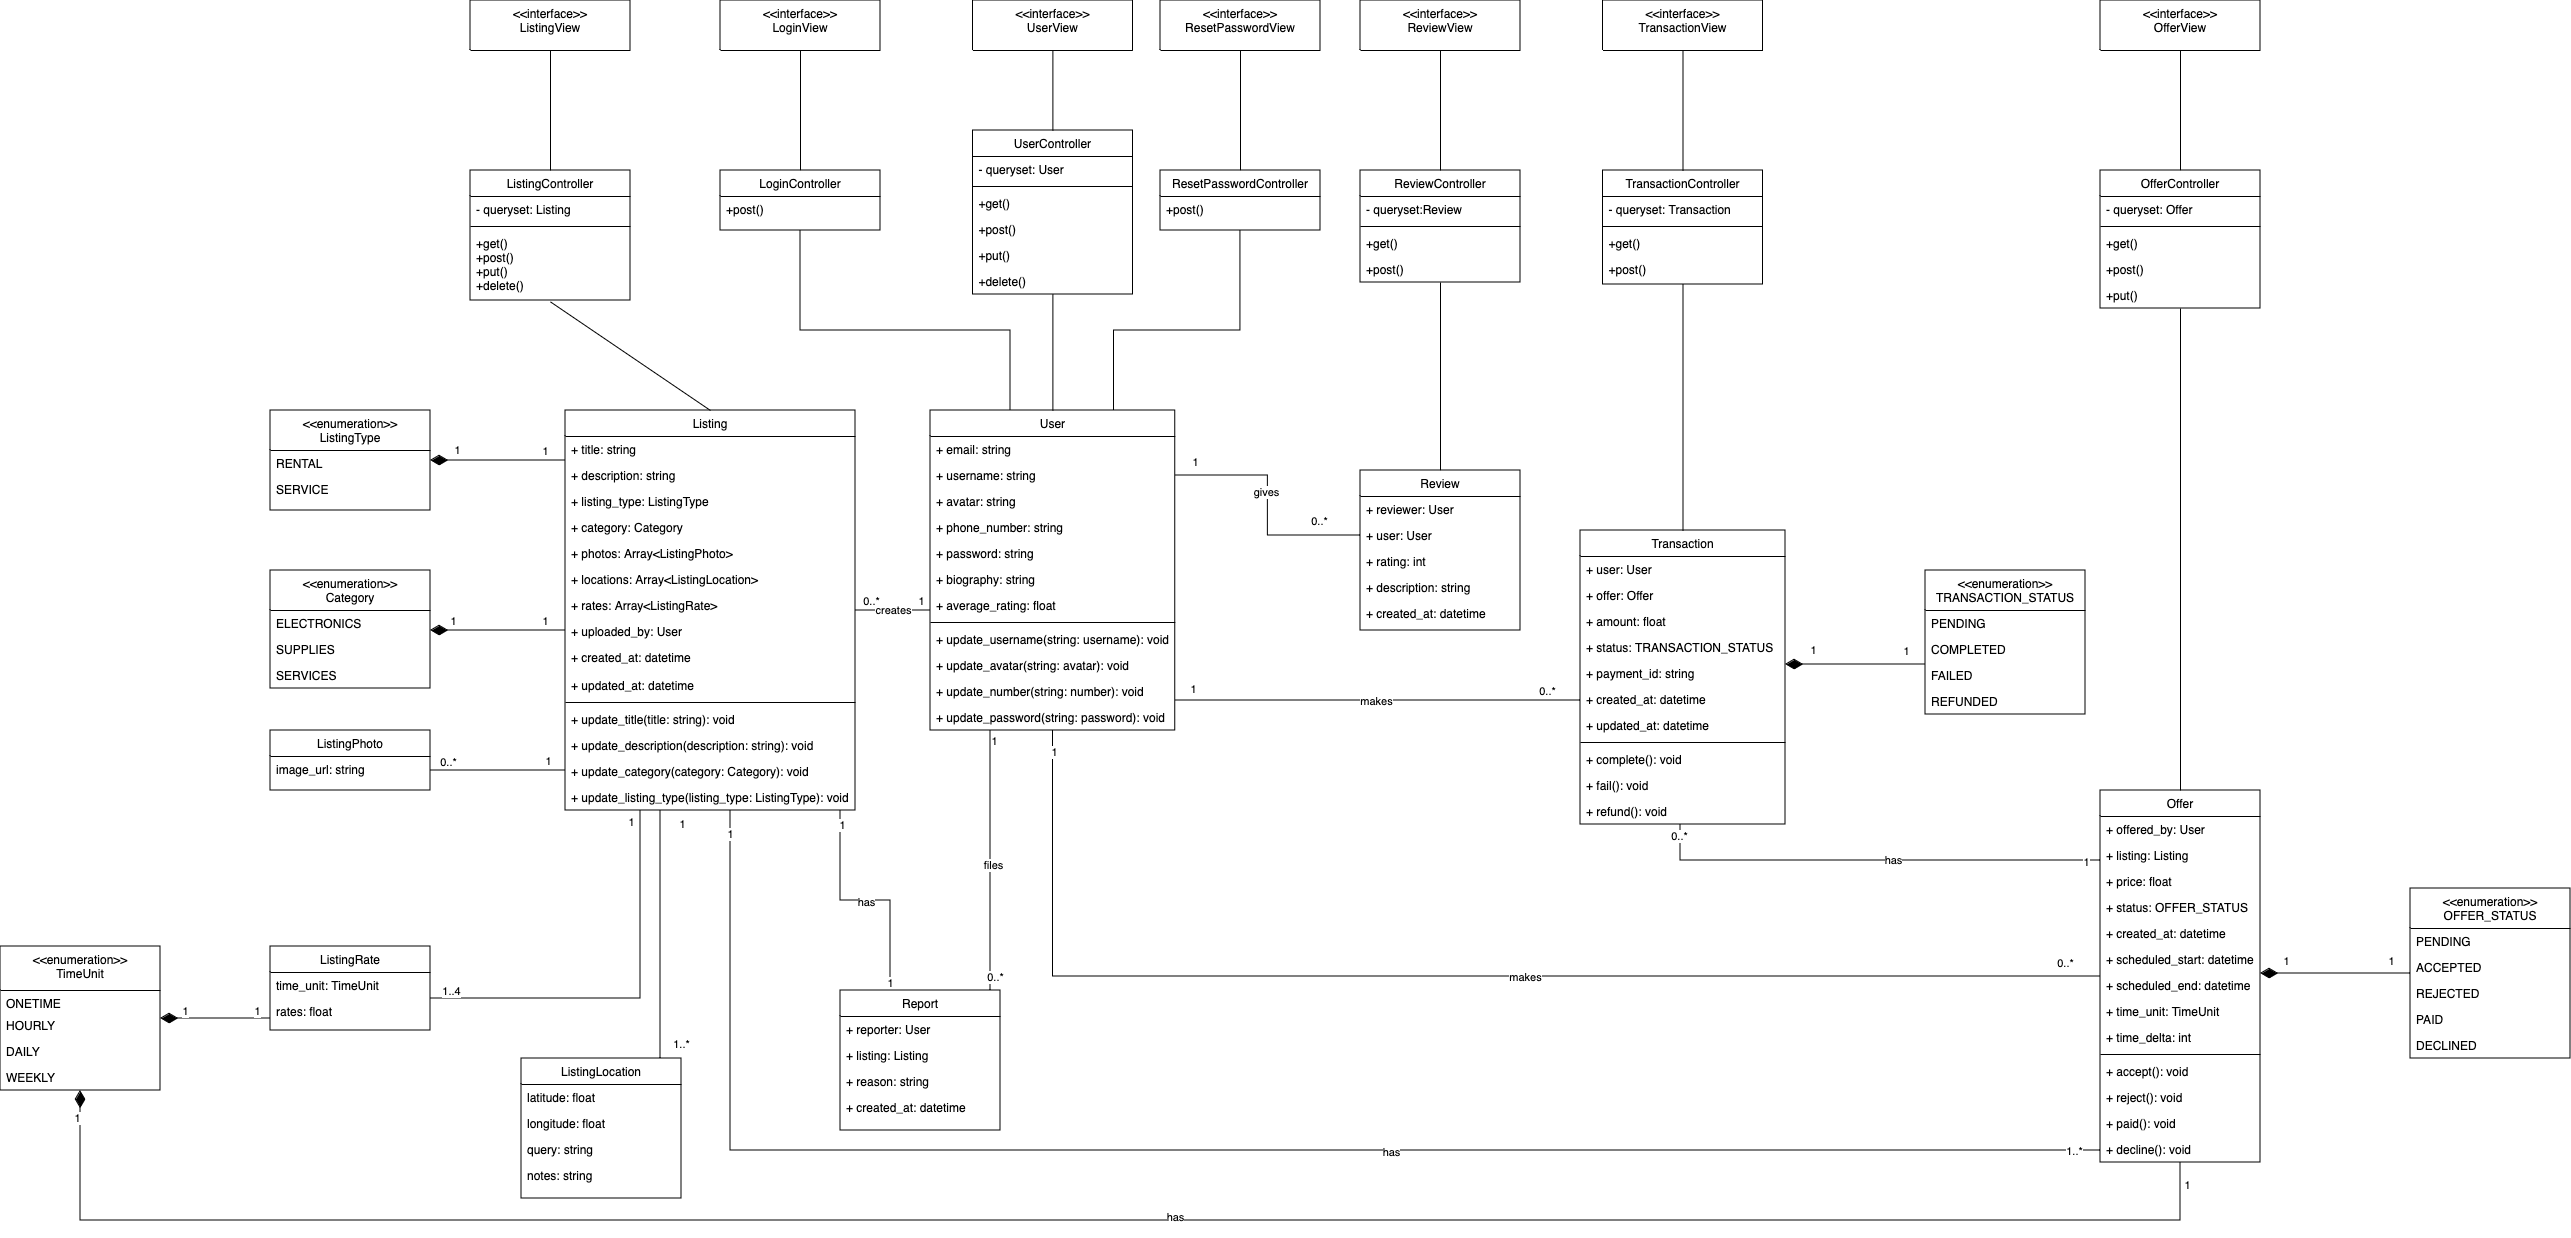 <<interface>>
ListingView
<<interface>>
LoginView
<<interface>>
UserView
<<interface>>
ResetPasswordView
<<interface>>
ReviewView
<<interface>>
TransactionView
<<interface>>
OfferView
ListingController
- queryset: Listing
+get()
+post()
+put()
+delete()
LoginController
+post()
UserController
- queryset: User
+get()
+post()
+put()
+delete()
ResetPasswordController
+post()
ReviewController
- queryset:Review
+get()
+post()
TransactionController
- queryset: Transaction
+get()
+post()
OfferController
- queryset: Offer
+get()
+post()
+put()
<<enumeration>>
ListingType
RENTAL
SERVICE
1
1
<<enumeration>>
Category
ELECTRONICS
SUPPLIES
SERVICES
1
1
ListingPhoto
image_url: string
0..*
1
Listing
+ title: string
+ description: string
+ listing_type: ListingType
+ category: Category
+ photos: Array<ListingPhoto>
+ locations: Array<ListingLocation>
+ rates: Array<ListingRate>
+ uploaded_by: User
+ created_at: datetime
+ updated_at: datetime
+ update_title(title: string): void
+ update_description(description: string): void
+ update_category(category: Category): void
+ update_listing_type(listing_type: ListingType): void
0..*
creates
1
User
+ email: string
+ username: string
+ avatar: string
+ phone_number: string
+ password: string
+ biography: string
+ average_rating: float
+ update_username(string: username): void
+ update_avatar(string: avatar): void
+ update_number(string: number): void
+ update_password(string: password): void
1
gives
0..*
Review
+ reviewer: User
+ user: User
+ rating: int
+ description: string
+ created_at: datetime
1
makes
0..*
Transaction
+ user: User
+ offer: Offer
+ amount: float
+ status: TRANSACTION_STATUS
+ payment_id: string
+ created_at: datetime
+ updated_at: datetime
+ complete(): void
+ fail(): void
+ refund(): void
1
1
<<enumeration>>
TRANSACTION_STATUS
PENDING
COMPLETED
FAILED
REFUNDED
0..*
has
1
Offer
+ offered_by: User
+ listing: Listing
+ price: float
+ status: OFFER_STATUS
+ created_at: datetime
+ scheduled_start: datetime
+ scheduled_end: datetime
+ time_unit: TimeUnit
+ time_delta: int
+ accept(): void
+ reject(): void
+ paid(): void
+ decline(): void
1
1
<<enumeration>>
OFFER_STATUS
PENDING
ACCEPTED
REJECTED
PAID
DECLINED
1
1
1
1
1
1
has
1
files
0..*
makes
0..*
<<enumeration>>
TimeUnit
ONETIME
HOURLY
DAILY
WEEKLY
1
1
ListingRate
time_unit: TimeUnit
rates: float
1..4
1..*
ListingLocation
latitude: float
longitude: float
query: string
notes: string
Report
+ reporter: User
+ listing: Listing
+ reason: string
+ created_at: datetime
has
1..*
1
has
1